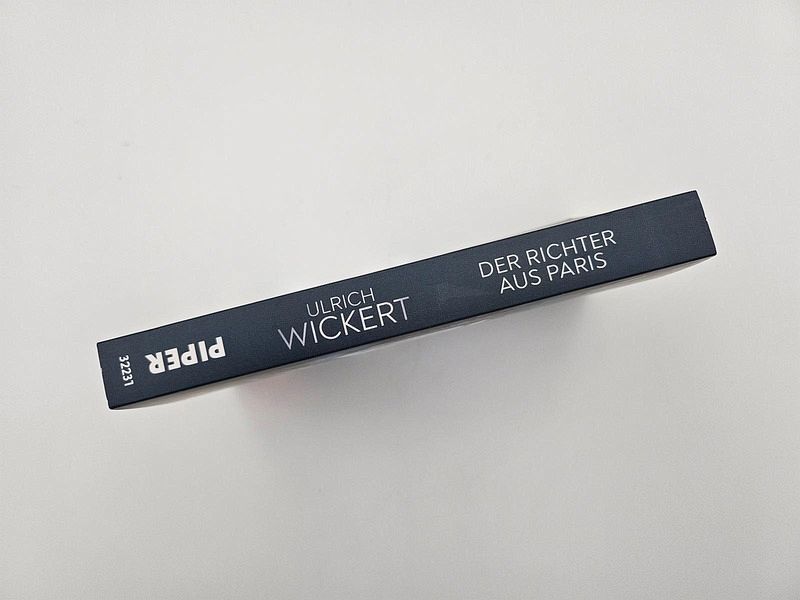 32231
PIPER
ULRICH
WICKERT
DER RICHTER
AUS PARIS